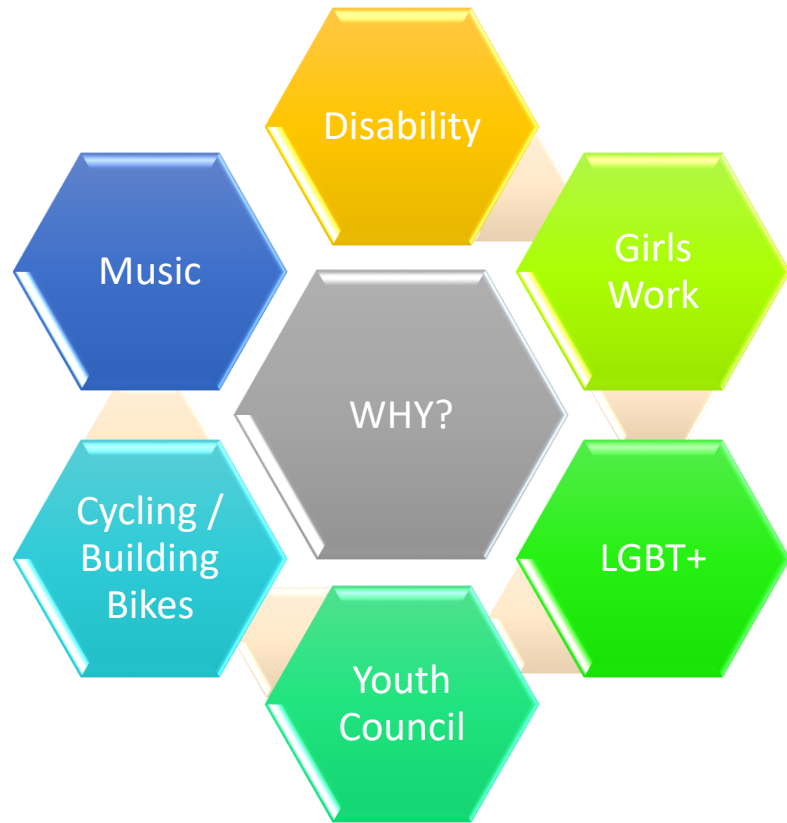 Disability
Girls
Work
LGBT+
Youth
Council
Cycling /
Building
Bikes
Music
WHY?